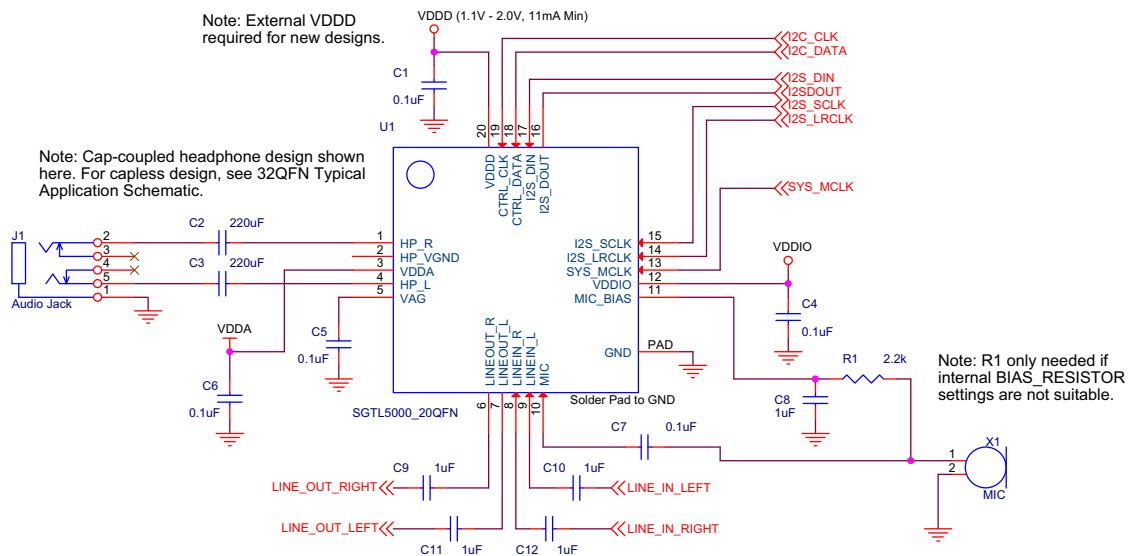 Note: External VDDD
required for new designs.
VDDD (1.1V - 2.0V, 11mA Min)
I2C_CLK
I2C_DATA
I2S_DIN
I2SDOUT
I2S_SCLK
I2S_LRCLK
SYS_MCLK
C1
0.1uF
U1
20
19
18
17
16
VDDD
CTRL_CLK
CTRL_DATA
I2S_DIN
I2S_DOUT
Note: Cap-coupled headphone design shown
here. For capless design, see 32QFN Typical
Application Schematic.
J1
2
3
4
5
1
Audio Jack
C2
220uF
C3
220uF
1
2
3
4
5
HP_R
HP_VGND
VDDA
HP_L
VAG
I2S_SCLK
I2S_LRCLK
SYS_MCLK
VDDIO
MIC_BIAS
15
14
13
12
11
VDDIO
C4
0.1uF
VDDA
C6
0.1uF
C5
0.1uF
GND
PAD
Solder Pad to GND
LINEOUT_R
LINEOUT_L
LINEIN_R
LINEIN_L
MIC
6
7
8
9
10
SGTL5000_20QFN
R1
2.2k
C8
1uF
Note: R1 only needed if
internal BIAS_RESISTOR
settings are not suitable.
C7
0.1uF
X1
1
2
MIC
C9
1uF
LINE_OUT_RIGHT
C10
1uF
LINE_IN_LEFT
LINE_OUT_LEFT
C11
1uF
C12
1uF
LINE_IN_RIGHT